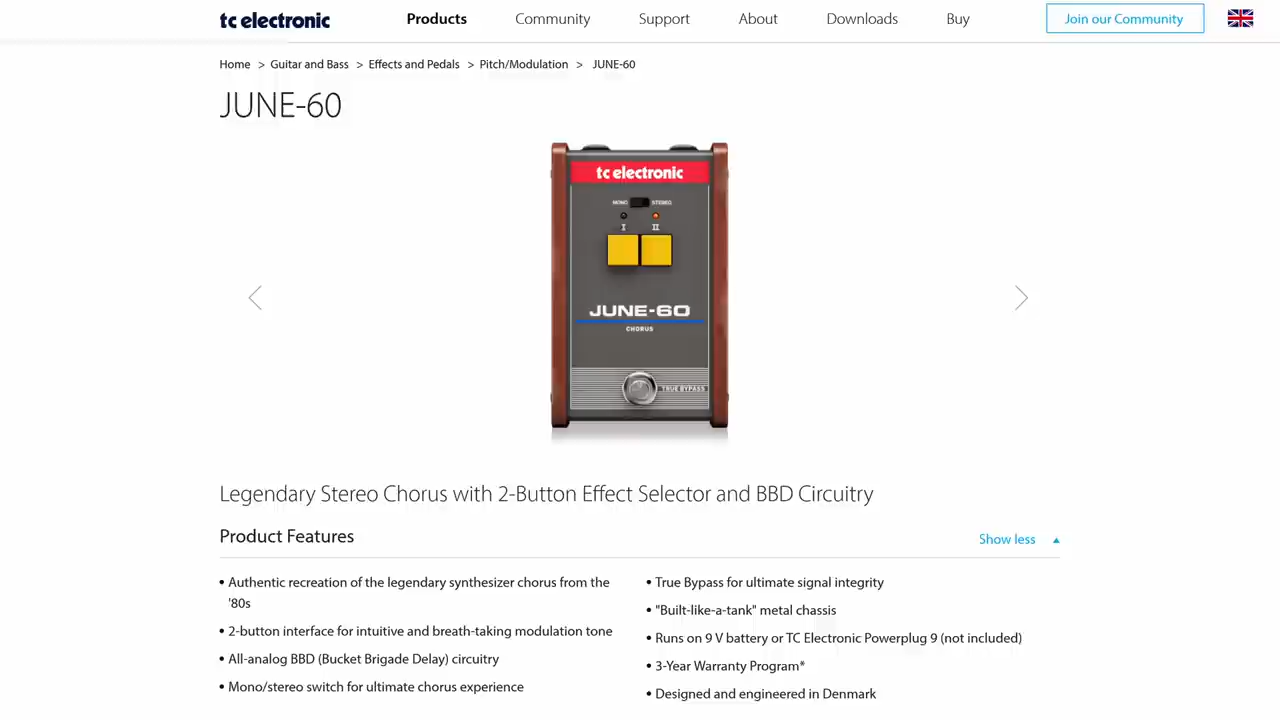 tc electronic
Products Community Support About Downloads Buy Join our Community
Home > Guitar and Bass > Effects and Pedals > Pitch/Modulation > JUNE-60
JUNE-60
tc electronic
MONO STEREO
I II
JUNE-60
CHORUS
TRUE BYPASS
Legendary Stereo Chorus with 2-Button Effect Selector and BBD Circuitry
Product Features
Show less
• Authentic recreation of the legendary synthesizer chorus from the
'80s
• 2-button interface for intuitive and breath-taking modulation tone
• All-analog BBD (Bucket Brigade Delay) circuitry
• Mono/stereo switch for ultimate chorus experience
• True Bypass for ultimate signal integrity
• "Built-like-a-tank" metal chassis
• Runs on 9 V battery or TC Electronic Powerplug 9 (not included)
• 3-Year Warranty Program*
• Designed and engineered in Denmark